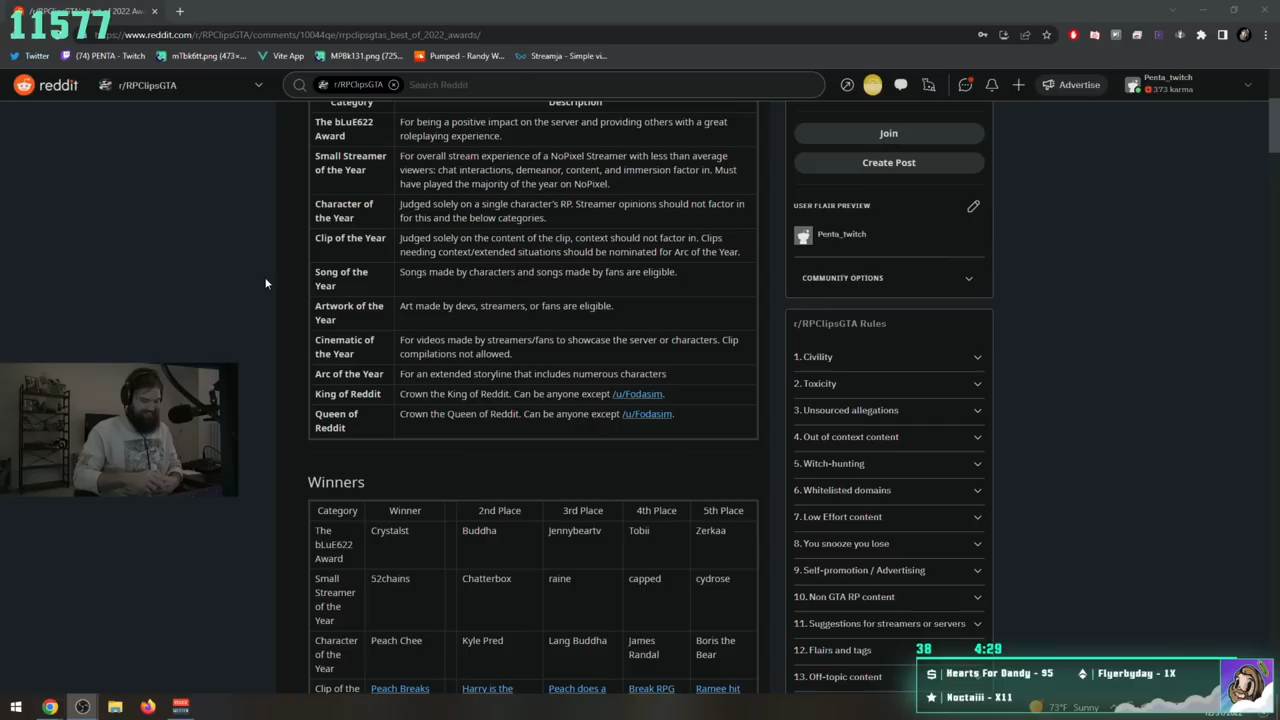 11577
/r/RPClipsGTA's Best of 2022 Aw
https://www.reddit.com/r/RPClipsGTA/comments/10044qe/rrpclipsgtas_best_of_2022_awards/
Twitter
(74) PENTA - Twitch
mTbk6tt.png (473×...
Vite App
MPBk131.png (725...
Pumped - Randy W...
Streamja - Simple vi...
reddit
r/RPClipsGTA
r/RPClipsGTA
Search Reddit
Advertise
Penta_twitch
373 karma
Category Description
The bLuE622 Award
For being a positive impact on the server and providing others with a great
roleplaying experience.
Small Streamer of the Year
For overall stream experience of a NoPixel Streamer with less than average
viewers: chat interactions, demeanor, content, and immersion factor in. Must
have played the majority of the year on NoPixel.
Character of the Year
Judged solely on a single character's RP. Streamer opinions should not factor in
for this and the below categories.
Clip of the Year
Judged solely on the content of the clip, context should not factor in. Clips
needing context/extended situations should be nominated for Arc of the Year.
Song of the Year
Songs made by characters and songs made by fans are eligible.
Artwork of the Year
Art made by devs, streamers, or fans are eligible.
Cinematic of the Year
For videos made by streamers/fans to showcase the server or characters. Clip
compilations not allowed.
Arc of the Year
For an extended storyline that includes numerous characters
King of Reddit
Crown the King of Reddit. Can be anyone except /u/Fodasim.
Queen of Reddit
Crown the Queen of Reddit. Can be anyone except /u/Fodasim.
Winners
Category Winner 2nd Place 3rd Place 4th Place 5th Place
The bLuE622 Award
Crystalst Buddha Jennybeartv Tobii Zerkaa
Small Streamer of the Year
52chains Chatterbox raine capped cydrose
Character of the Year
Peach Chee
Kyle Pred
Lang Buddha
James Randal
Boris the Bear
Clip of the
Peach Breaks
Harry is the
Peach does a
Break RPG
Ramee hit
Join
Create Post
USER FLAIR PREVIEW
Penta_twitch
COMMUNITY OPTIONS
r/RPClipsGTA Rules
1. Civility
2. Toxicity
3. Unsourced allegations
4. Out of context content
5. Witch-hunting
6. Whitelisted domains
7. Low Effort content
8. You snooze you lose
9. Self-promotion / Advertising
10. Non GTA RP content
11. Suggestions for streamers or servers
12. Flairs and tags
13. Off-topic content
38 4:29
Hearts For Dandy - 95
Flyerbyday - 1X
Noctaiii - X11
73°F Sunny
12/31/2022